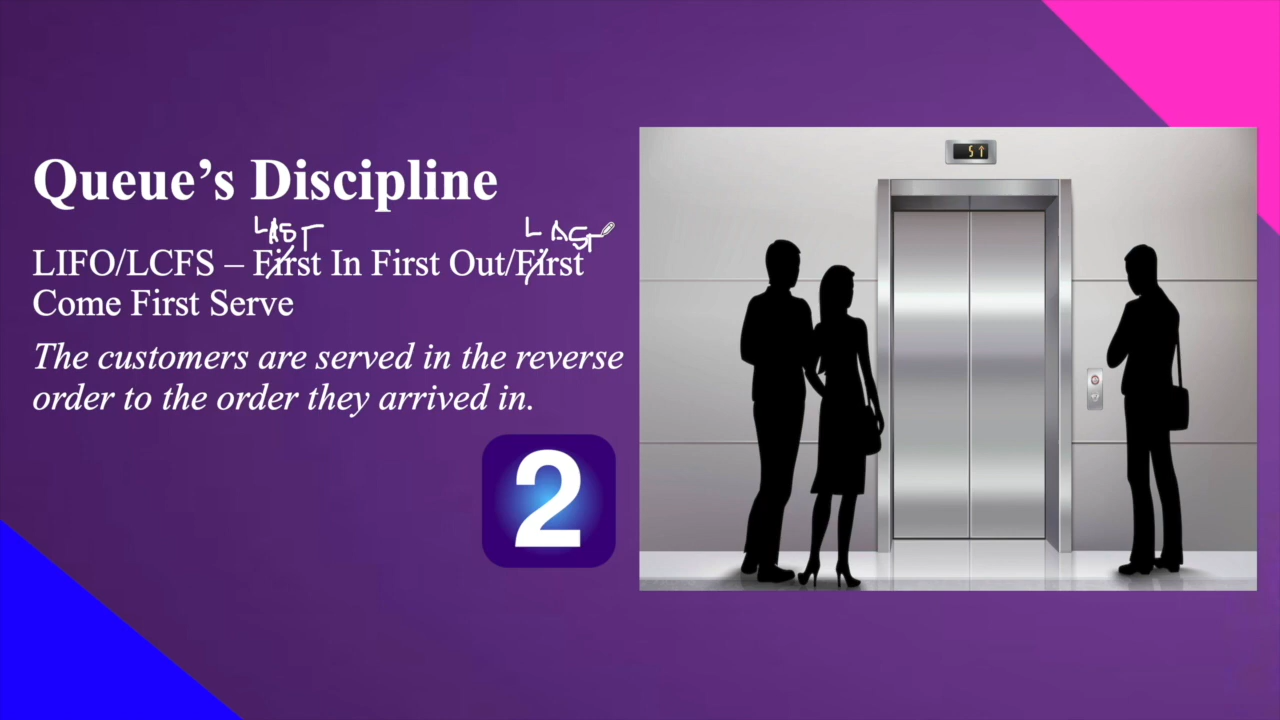 Queue's Discipline
LAST LAST
LIFO/LCFS – First In First Out/First
Come First Serve
The customers are served in the reverse
order to the order they arrived in.
2
5↑